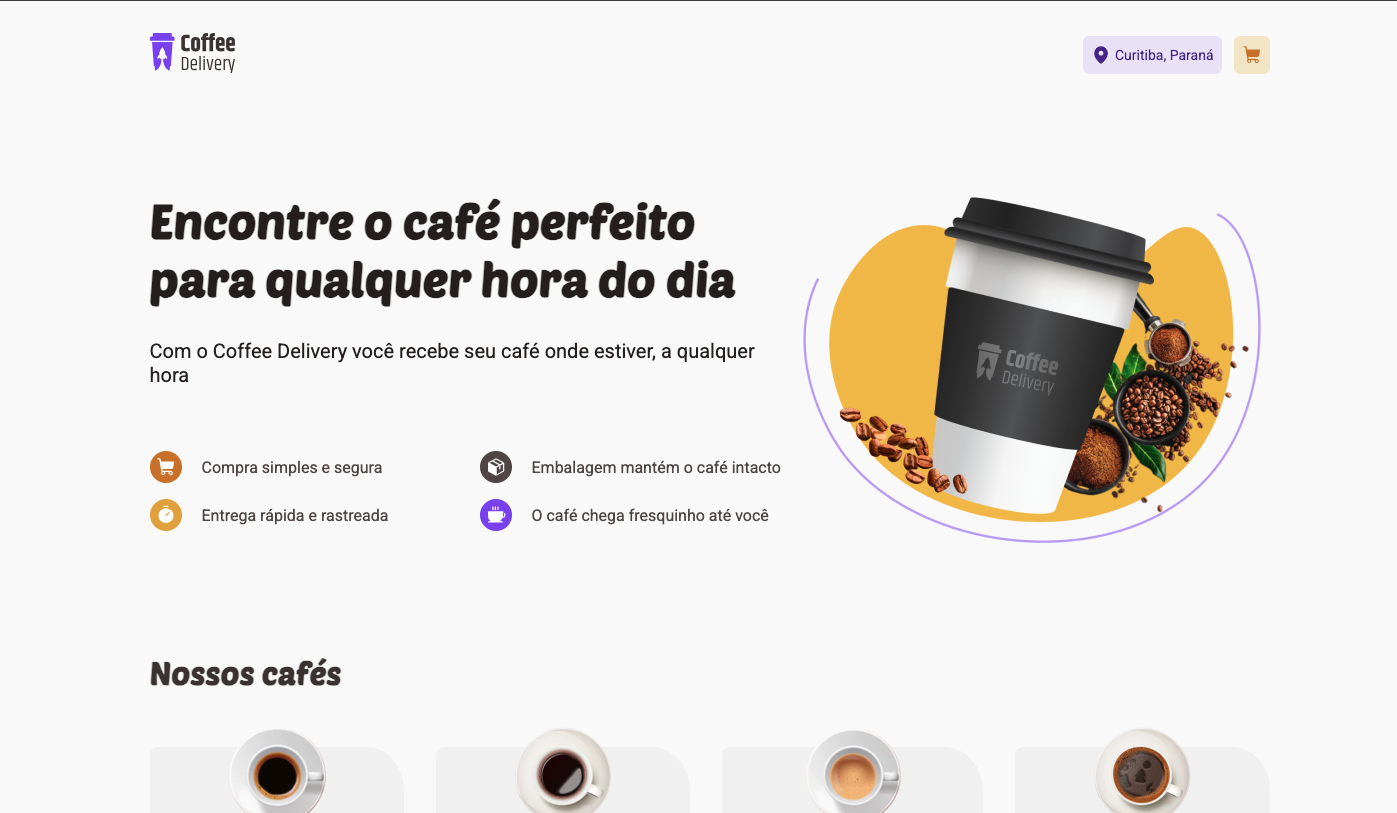 Coffee
Delivery
Curitiba, Paraná
Encontre o café perfeito
para qualquer hora do dia
Com o Coffee Delivery você recebe seu café onde estiver, a qualquer
hora
Coffee
Delivery
Compra simples e segura
Embalagem mantém o café intacto
Entrega rápida e rastreada
O café chega fresquinho até você
Nossos cafés